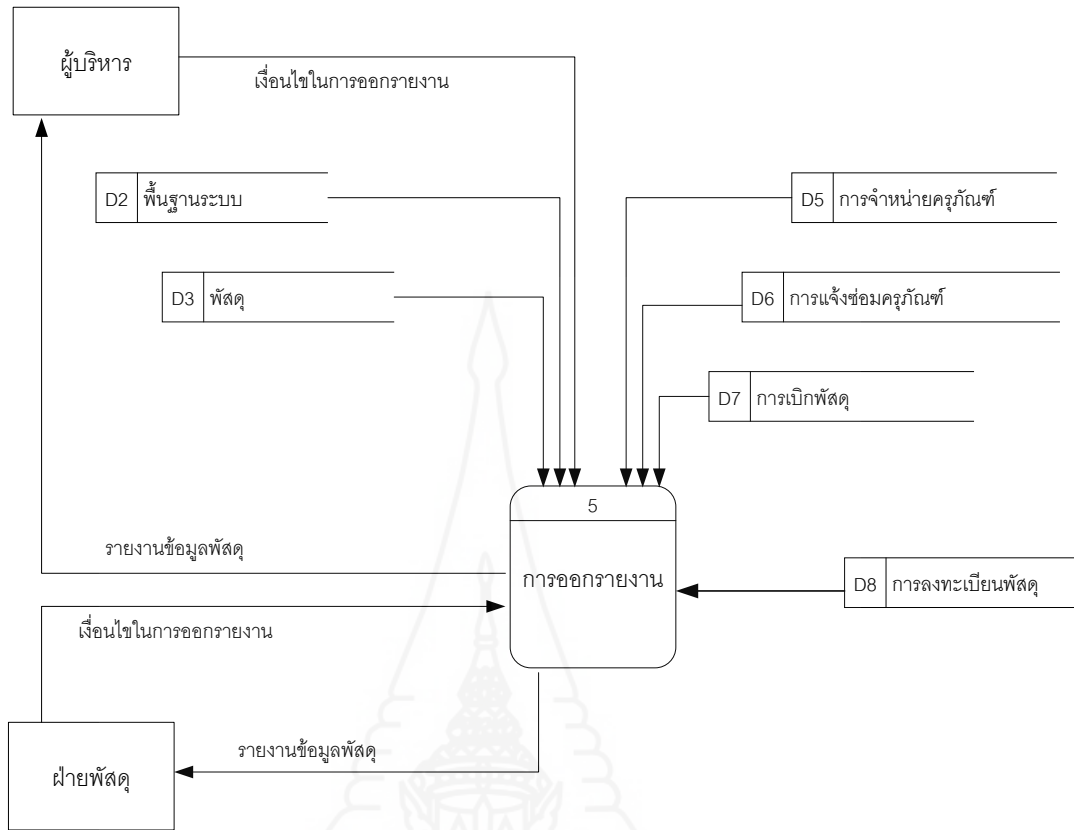 ผู้บริหาร
เงื่อนไขในการออกรายงาน
D2 พื้นฐานระบบ
D5 การจำหน่ายครุภัณฑ์
D3 พัสดุ
D6 การแจ้งซ่อมครุภัณฑ์
D7 การเบิกพัสดุ
5
การออกรายงาน
รายงานข้อมูลพัสดุ
D8 การลงทะเบียนพัสดุ
เงื่อนไขในการออกรายงาน
รายงานข้อมูลพัสดุ
ฝ่ายพัสดุ